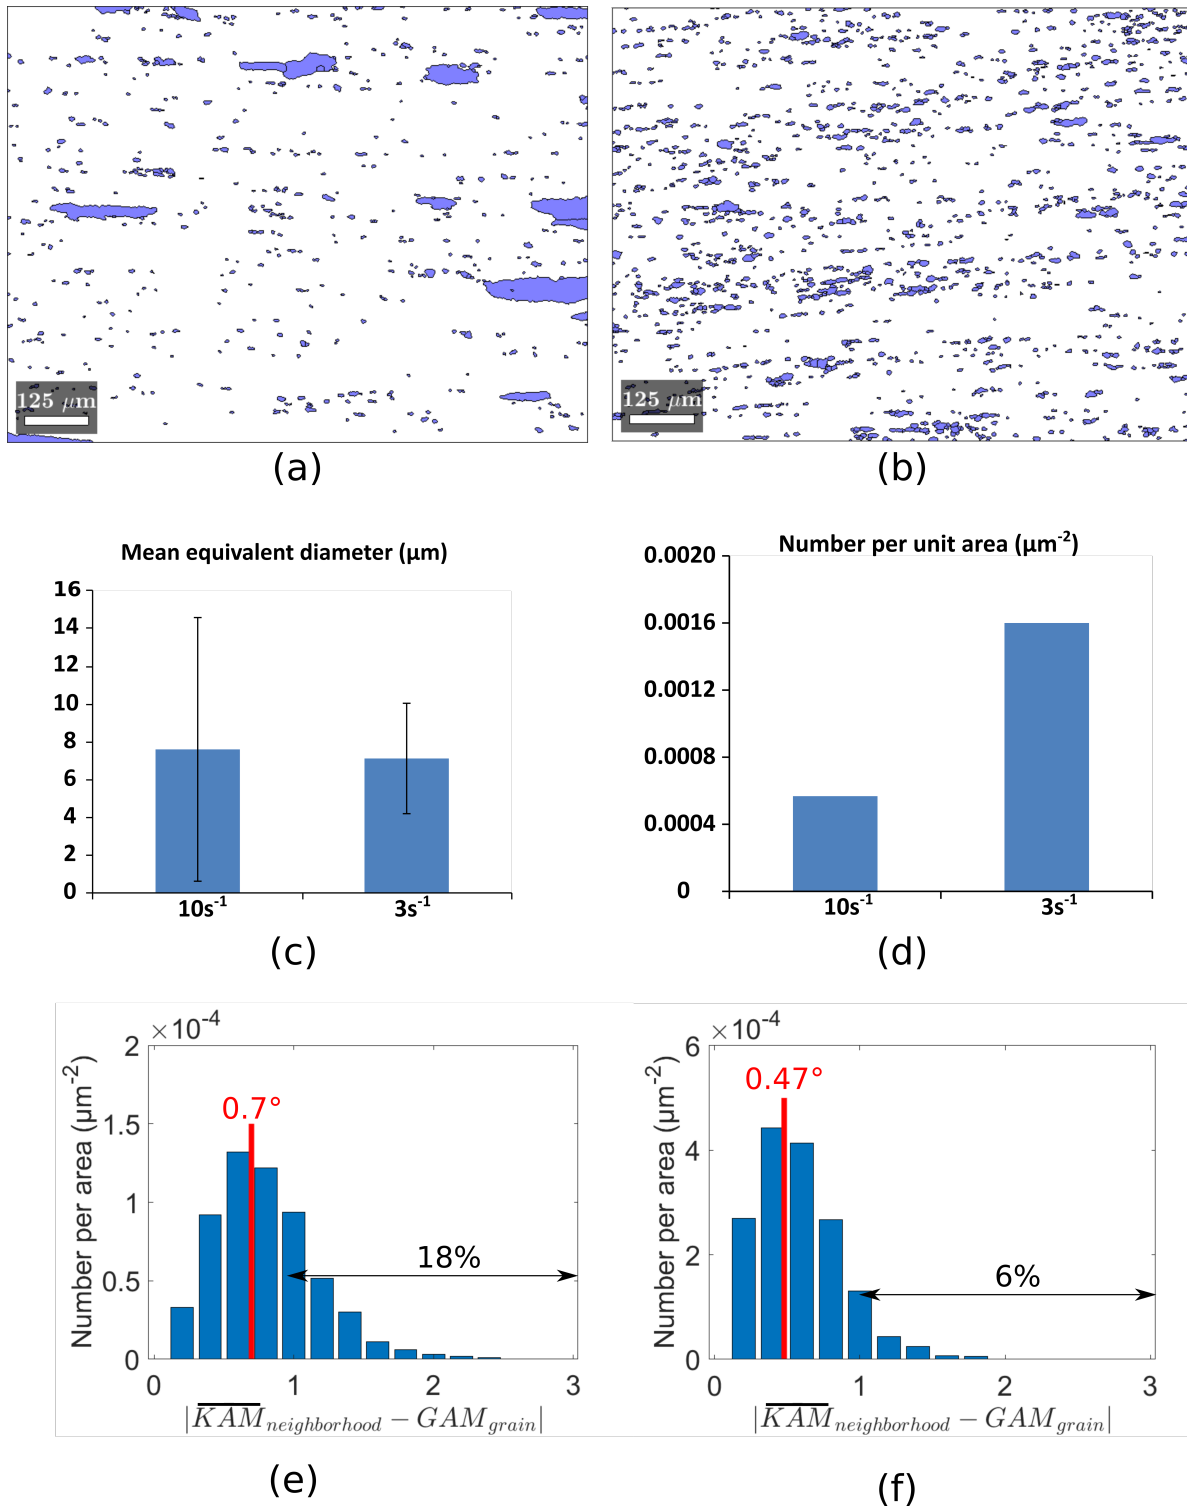 125 μm
125 μm
(a)
(b)
Mean equivalent diameter (μm)
16
14
12
10
8
6
4
2
0
10s⁻¹
3s⁻¹
(c)
Number per unit area (μm⁻²)
0.0020
0.0016
0.0012
0.0008
0.0004
0
10s⁻¹
3s⁻¹
(d)
×10⁻⁴
Number per area (μm⁻²)
2
1.5
1
0.5
0
0.7°
18%
0 1 2 3
|K̅A̅M̅_neighborhood − GAM_grain|
(e)
×10⁻⁴
Number per area (μm⁻²)
6
4
2
0
0.47°
6%
0 1 2 3
|K̅A̅M̅_neighborhood − GAM_grain|
(f)